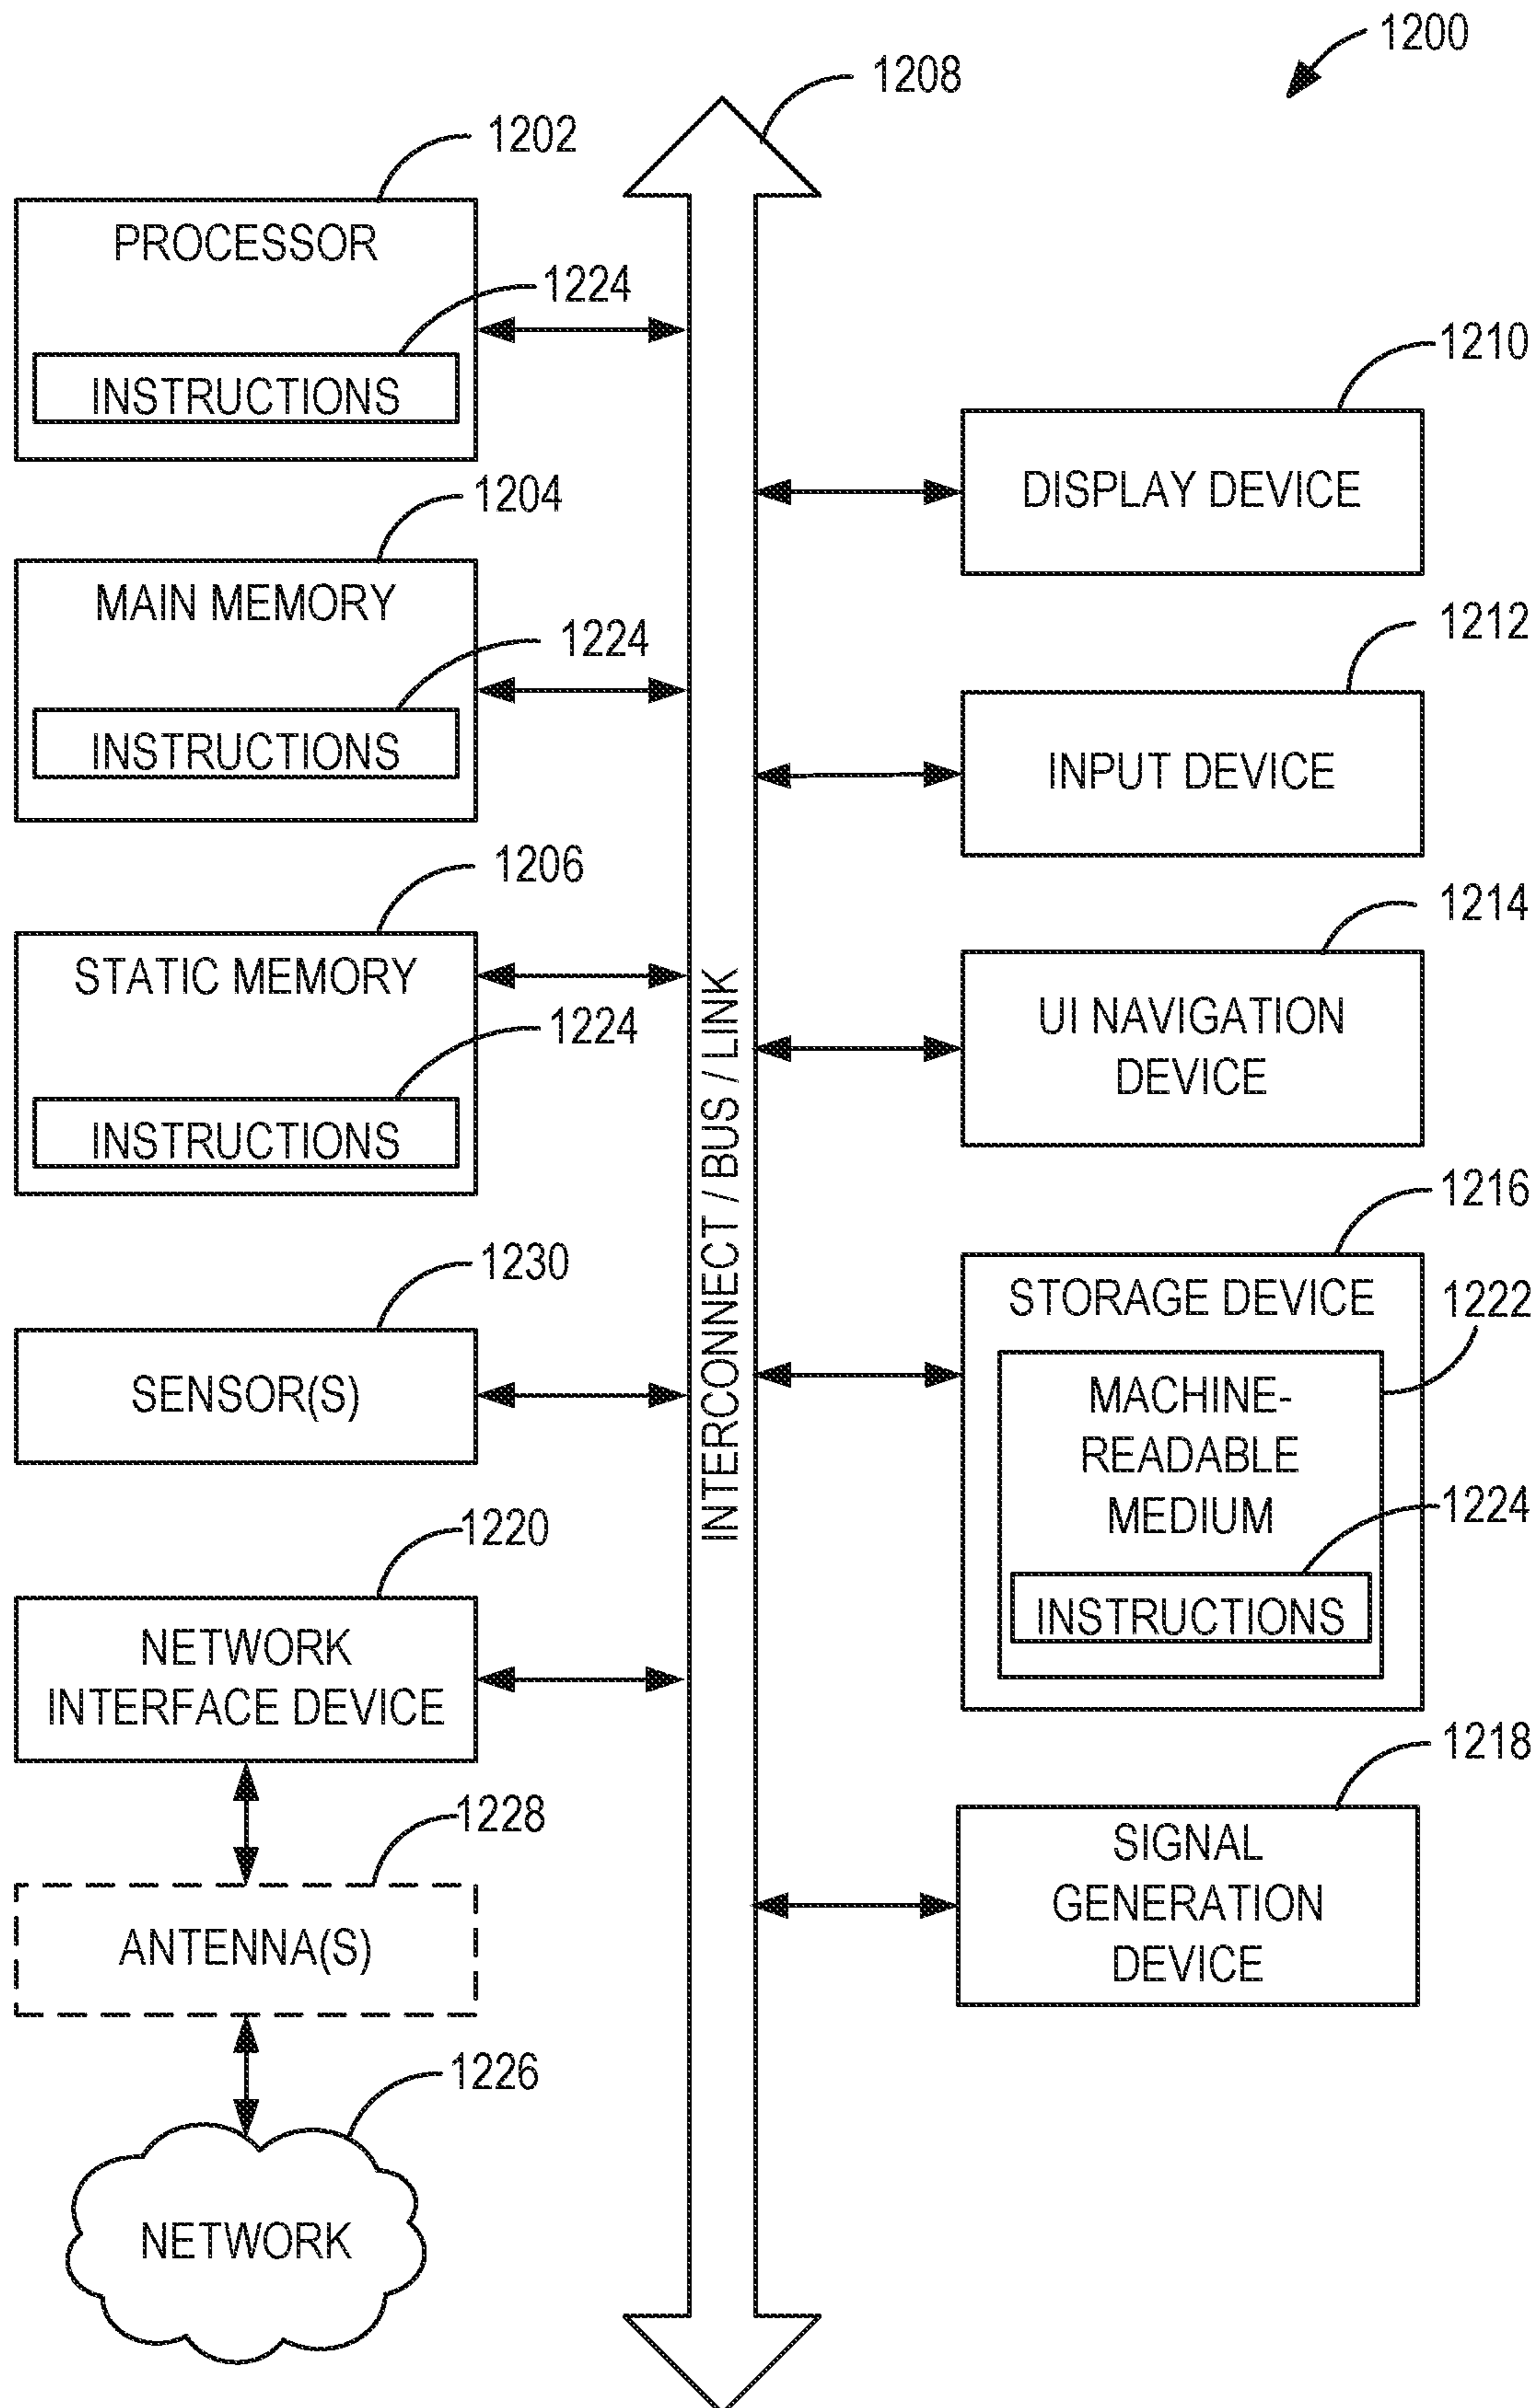 1200
1208
1202
PROCESSOR
1224
INSTRUCTIONS
1204
MAIN MEMORY
1224
INSTRUCTIONS
1206
STATIC MEMORY
1224
INSTRUCTIONS
1230
SENSOR(S)
1220
NETWORK
INTERFACE DEVICE
1228
ANTENNA(S)
1226
NETWORK
INTERCONNECT / BUS / LINK
1210
DISPLAY DEVICE
1212
INPUT DEVICE
1214
UI NAVIGATION
DEVICE
1216
STORAGE DEVICE
1222
MACHINE-
READABLE
MEDIUM
1224
INSTRUCTIONS
1218
SIGNAL
GENERATION
DEVICE